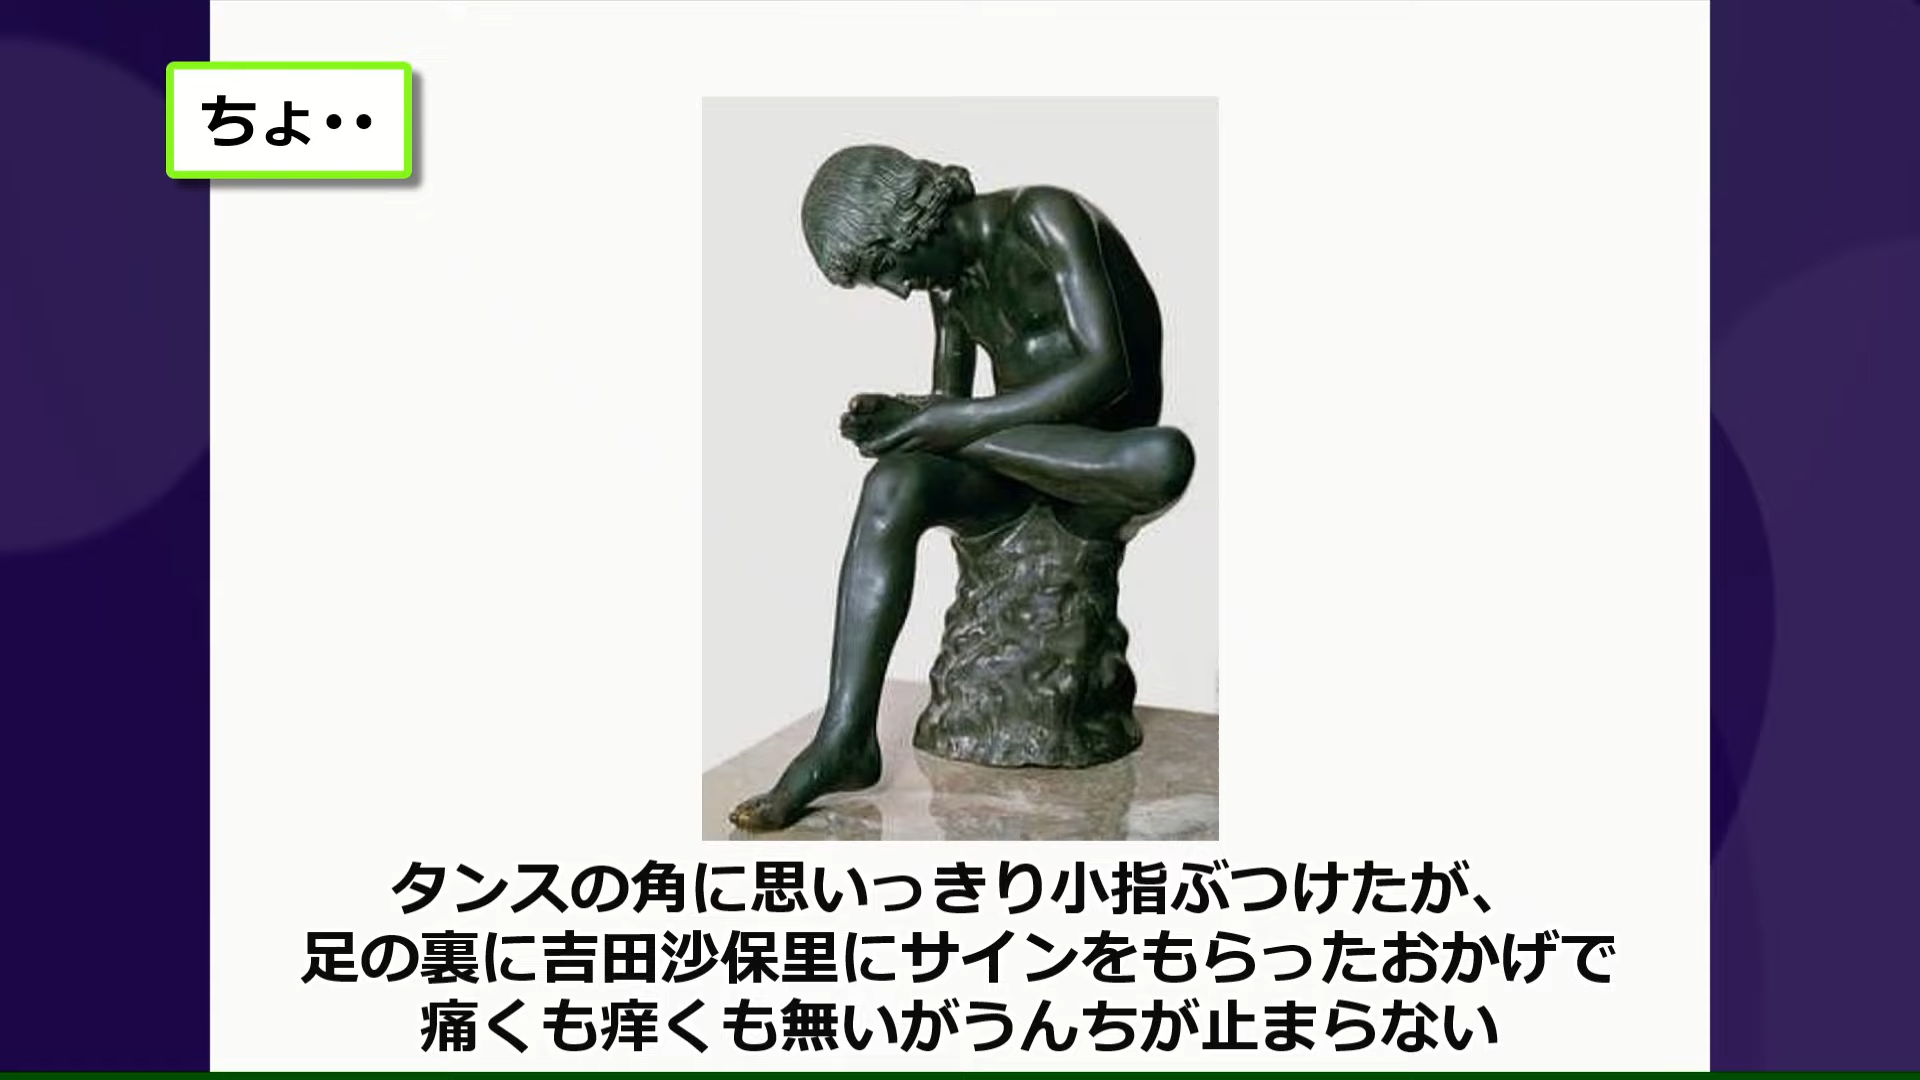 ちょ・・
タンスの角に思いっきり小指ぶつけたが、
足の裏に吉田沙保里にサインをもらったおかげで
痛くも痒くも無いがうんちが止まらない